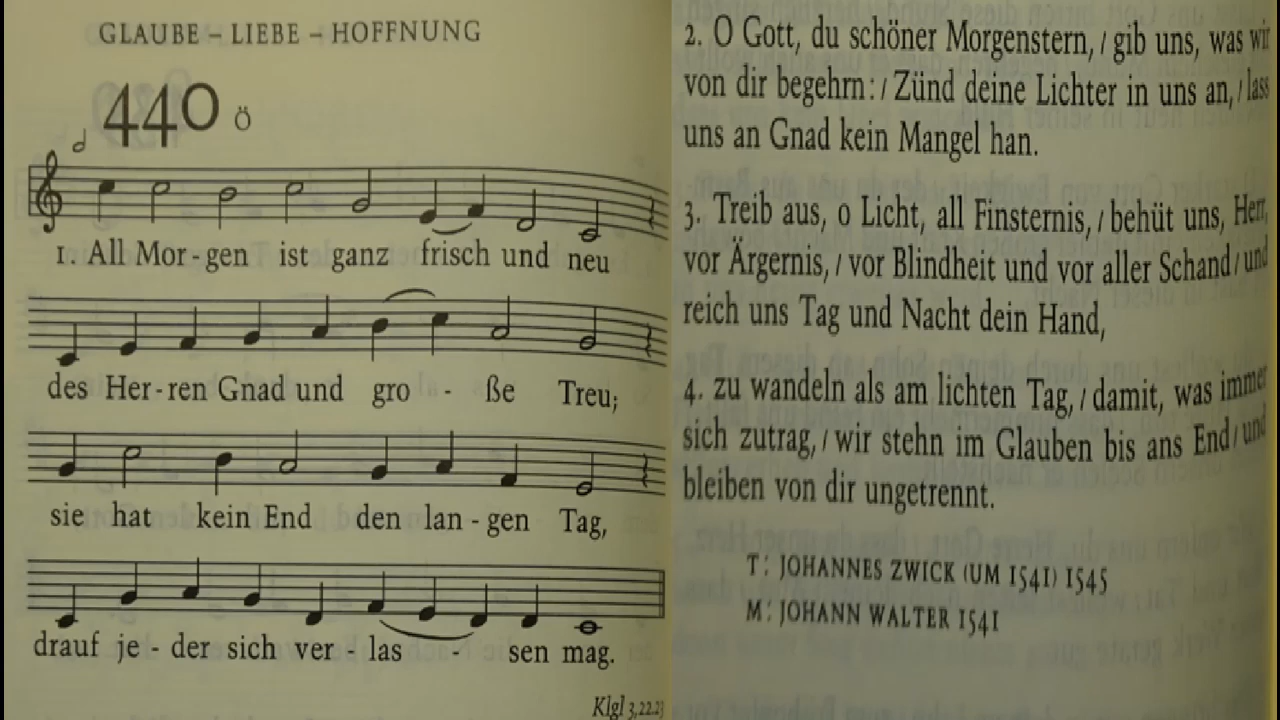 GLAUBE – LIEBE – HOFFNUNG
440 ö
1. All Mor - gen ist ganz frisch und neu
des Her - ren Gnad und gro - ße Treu;
sie hat kein End den lan - gen Tag,
drauf je - der sich ver - las - sen mag.
Klgl 3,22.23
2. O Gott, du schöner Morgenstern, / gib uns, was wir
von dir begehrn: / Zünd deine Lichter in uns an, / lass
uns an Gnad kein Mangel han.
3. Treib aus, o Licht, all Finsternis, / behüt uns, Herr,
vor Ärgernis, / vor Blindheit und vor aller Schand / und
reich uns Tag und Nacht dein Hand,
4. zu wandeln als am lichten Tag, / damit, was immer
sich zutrag, / wir stehn im Glauben bis ans End / und
bleiben von dir ungetrennt.
T: JOHANNES ZWICK (UM 1541) 1545
M: JOHANN WALTER 1541